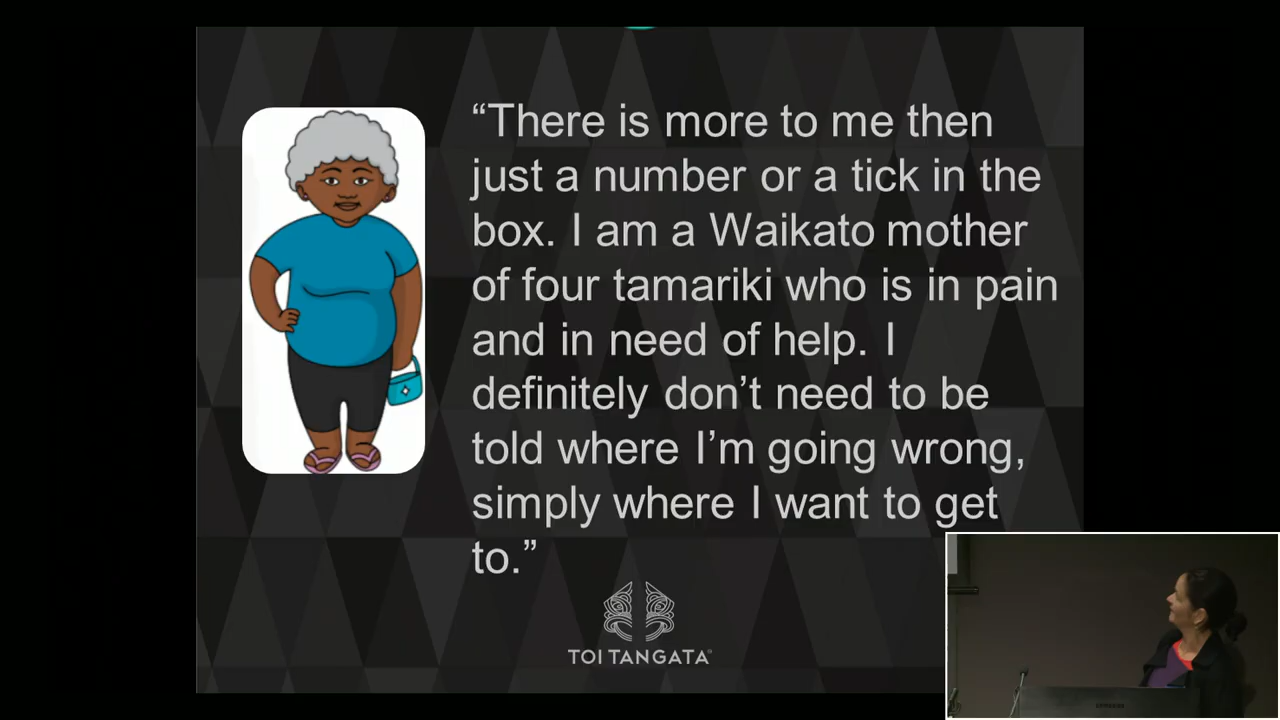 “There is more to me then
just a number or a tick in the
box. I am a Waikato mother
of four tamariki who is in pain
and in need of help. I
definitely don’t need to be
told where I’m going wrong,
simply where I want to get
to.”
TOI TANGATA